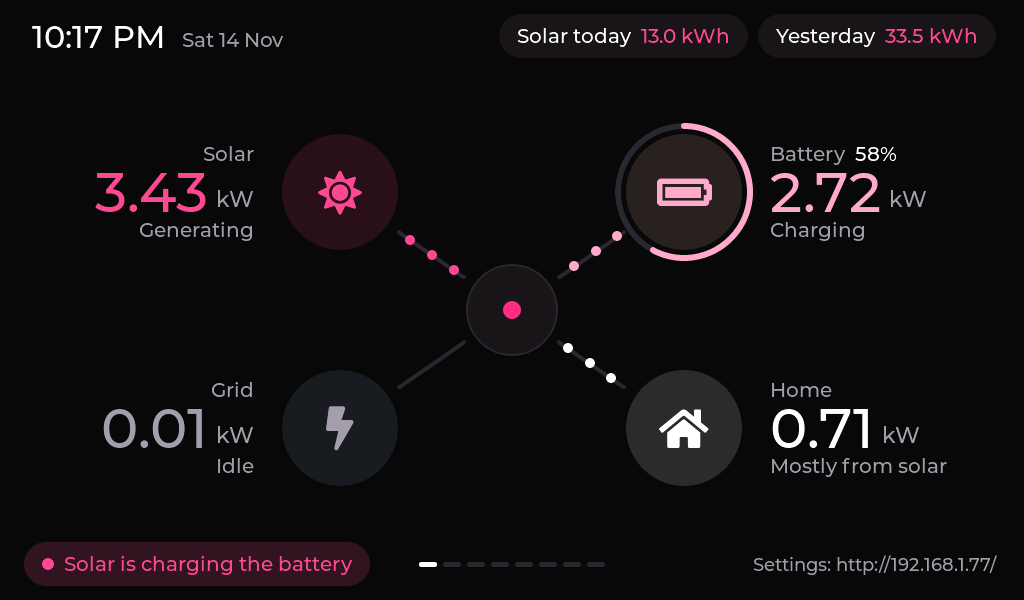 10:17 PM Sat 14 Nov
Solar today 13.0 kWh
Yesterday 33.5 kWh
Solar
3.43 kW
Generating
Battery 58%
2.72 kW
Charging
Grid
0.01 kW
Idle
Home
0.71 kW
Mostly from solar
Solar is charging the battery
Settings: http://192.168.1.77/